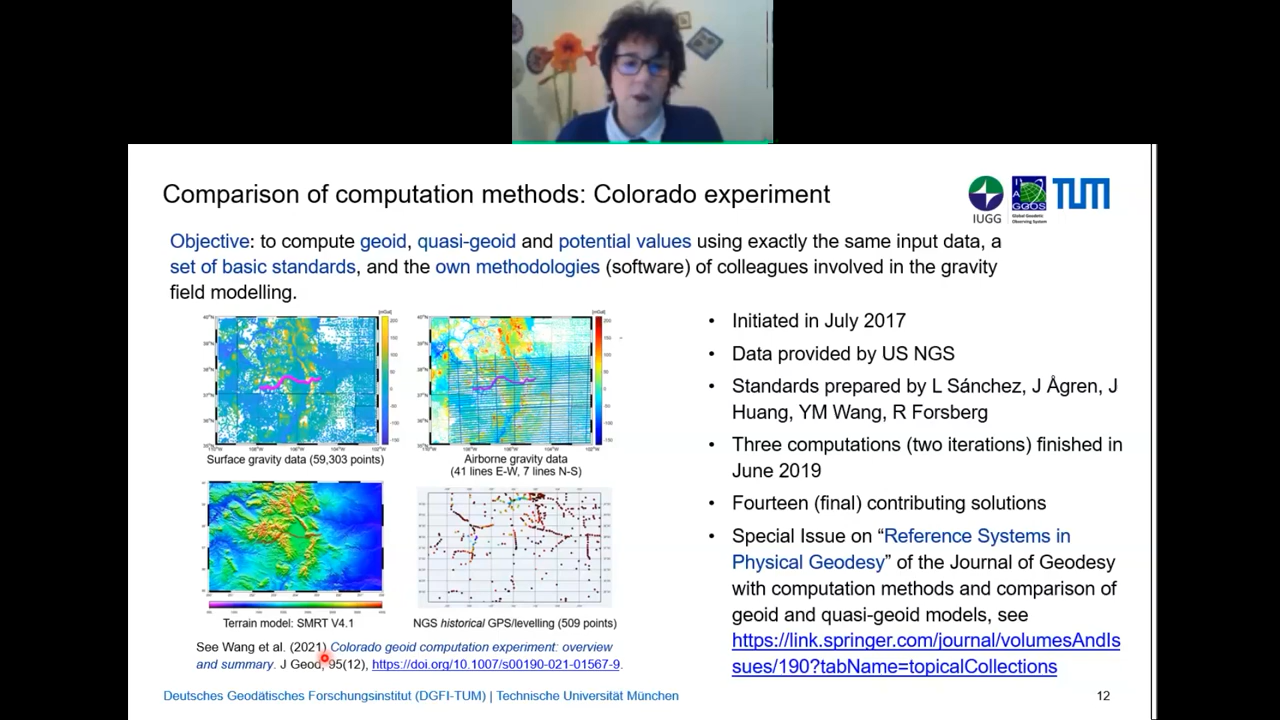 Comparison of computation methods: Colorado experiment
IUGG
GGOS
Global Geodetic
Observing System
TUM
Objective: to compute geoid, quasi-geoid and potential values using exactly the same input data, a
set of basic standards, and the own methodologies (software) of colleagues involved in the gravity
field modelling.
Surface gravity data (59,303 points)
Airborne gravity data
(41 lines E-W, 7 lines N-S)
Terrain model: SMRT V4.1
NGS historical GPS/levelling (509 points)
See Wang et al. (2021) Colorado geoid computation experiment: overview
and summary. J Geod, 95(12), https://doi.org/10.1007/s00190-021-01567-9.
• Initiated in July 2017
• Data provided by US NGS
• Standards prepared by L Sánchez, J Ågren, J
Huang, YM Wang, R Forsberg
• Three computations (two iterations) finished in
June 2019
• Fourteen (final) contributing solutions
• Special Issue on “Reference Systems in
Physical Geodesy” of the Journal of Geodesy
with computation methods and comparison of
geoid and quasi-geoid models, see
https://link.springer.com/journal/volumesAndIs
sues/190?tabName=topicalCollections
Deutsches Geodätisches Forschungsinstitut (DGFI-TUM) | Technische Universität München
12